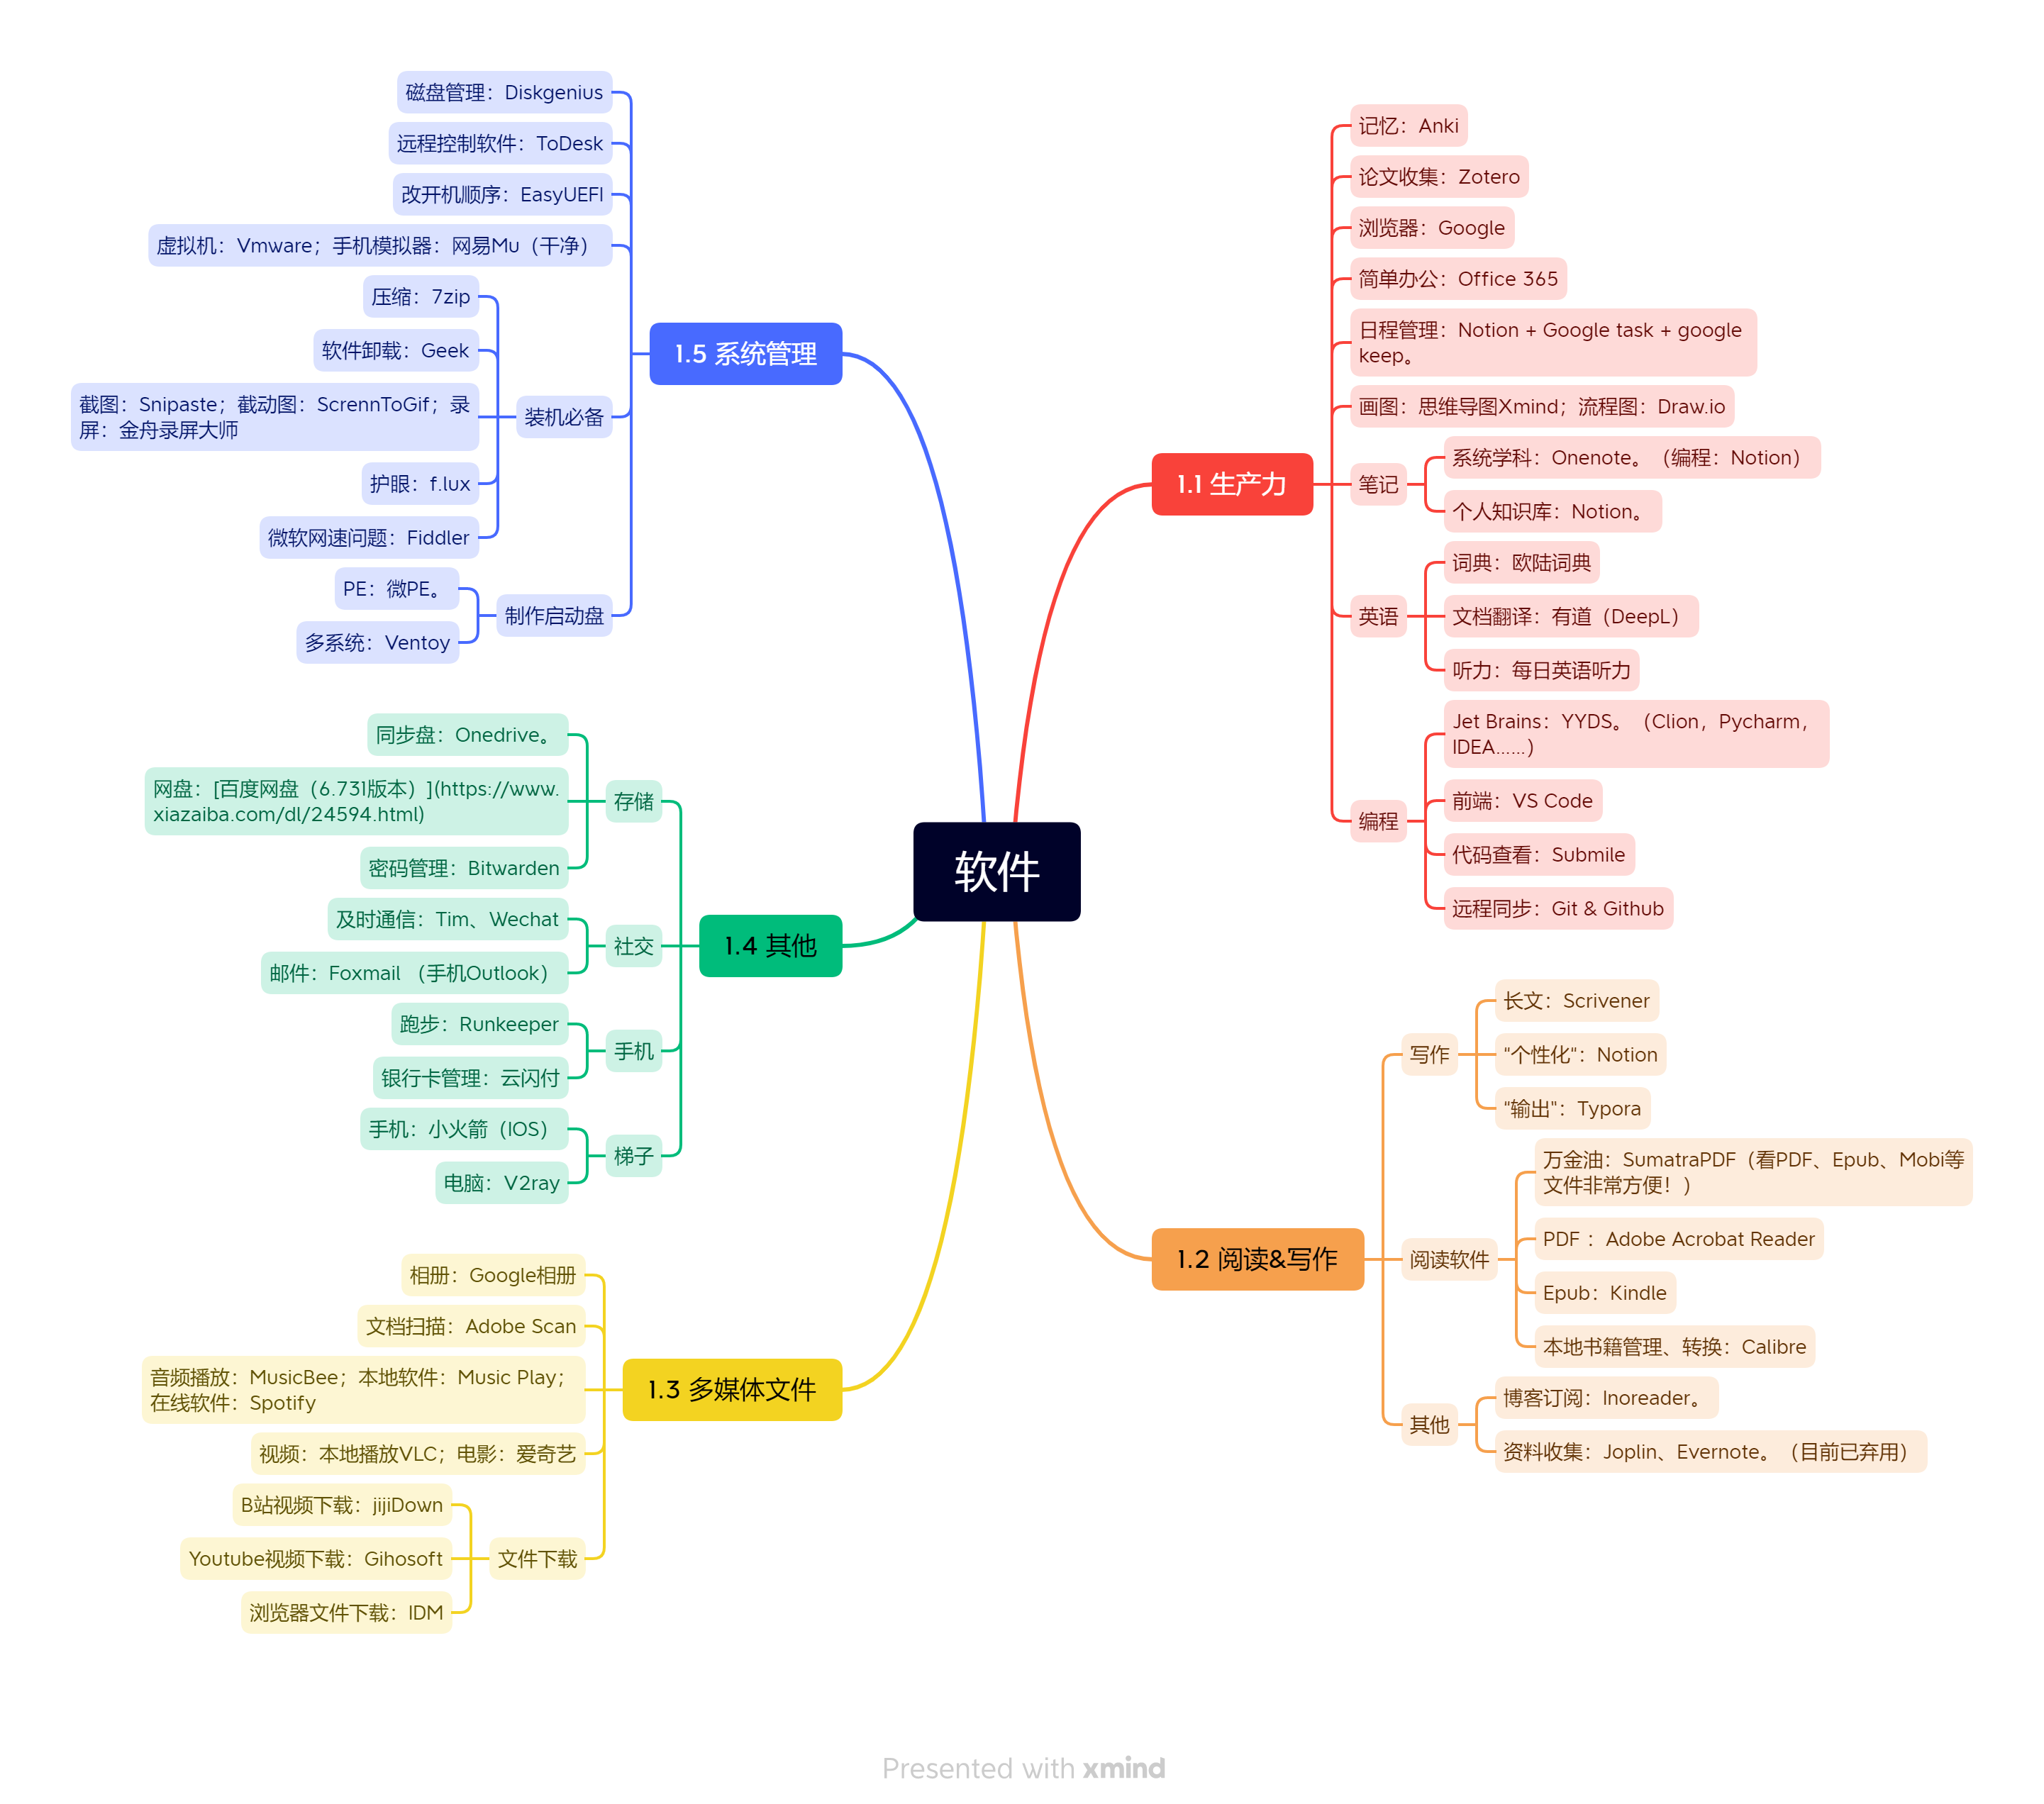 软件
1.1 生产力
记忆：Anki
论文收集：Zotero
浏览器：Google
简单办公：Office 365
日程管理：Notion + Google task + google
keep。
画图：思维导图Xmind；流程图：Draw.io
笔记
系统学科：Onenote。（编程：Notion）
个人知识库：Notion。
英语
词典：欧陆词典
文档翻译：有道（DeepL）
听力：每日英语听力
编程
Jet Brains：YYDS。（Clion，Pycharm，
IDEA……）
前端：VS Code
代码查看：Submile
远程同步：Git & Github
1.2 阅读&写作
写作
长文：Scrivener
"个性化“：Notion
"输出"：Typora
阅读软件
万金油：SumatraPDF（看PDF、Epub、Mobi等
文件非常方便！）
PDF ：Adobe Acrobat Reader
Epub：Kindle
本地书籍管理、转换：Calibre
其他
博客订阅：Inoreader。
资料收集：Joplin、Evernote。（目前已弃用）
1.3 多媒体文件
相册：Google相册
文档扫描：Adobe Scan
音频播放：MusicBee；本地软件：Music Play；
在线软件：Spotify
视频：本地播放VLC；电影：爱奇艺
文件下载
B站视频下载：jijiDown
Youtube视频下载：Gihosoft
浏览器文件下载：IDM
1.4 其他
存储
同步盘：Onedrive。
网盘：[百度网盘（6.731版本）](https://www.
xiazaiba.com/dl/24594.html)
密码管理：Bitwarden
社交
及时通信：Tim、Wechat
邮件：Foxmail （手机Outlook）
手机
跑步：Runkeeper
银行卡管理：云闪付
梯子
手机：小火箭（IOS）
电脑：V2ray
1.5 系统管理
磁盘管理：Diskgenius
远程控制软件：ToDesk
改开机顺序：EasyUEFI
虚拟机：Vmware；手机模拟器：网易Mu（干净）
装机必备
压缩：7zip
软件卸载：Geek
截图：Snipaste；截动图：ScrennToGif；录
屏：金舟录屏大师
护眼：f.lux
微软网速问题：Fiddler
制作启动盘
PE：微PE。
多系统：Ventoy
Presented with xmind